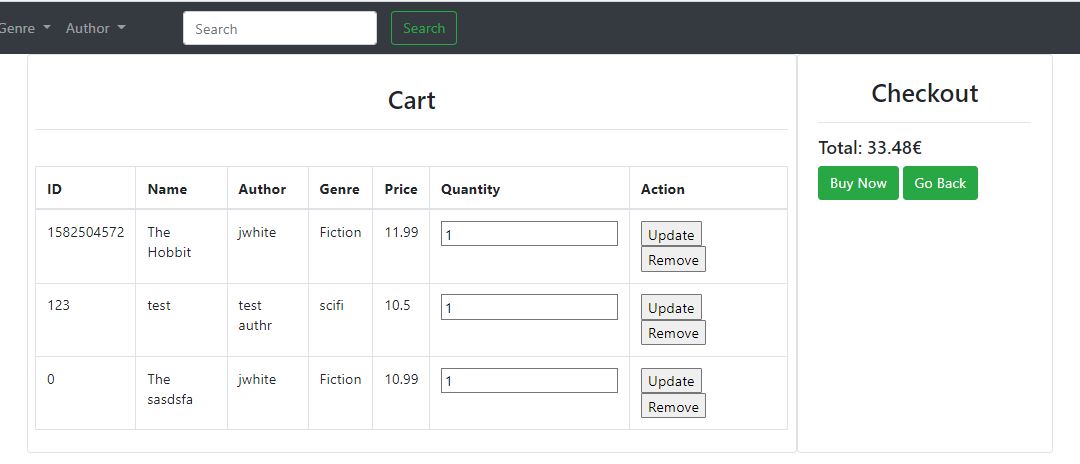 Genre Author Search Search
Cart
ID Name Author Genre Price Quantity Action
1582504572 The Hobbit jwhite Fiction 11.99 1 Update Remove
123 test test authr scifi 10.5 1 Update Remove
0 The sasdsfa jwhite Fiction 10.99 1 Update Remove
Checkout
Total: 33.48€
Buy Now Go Back